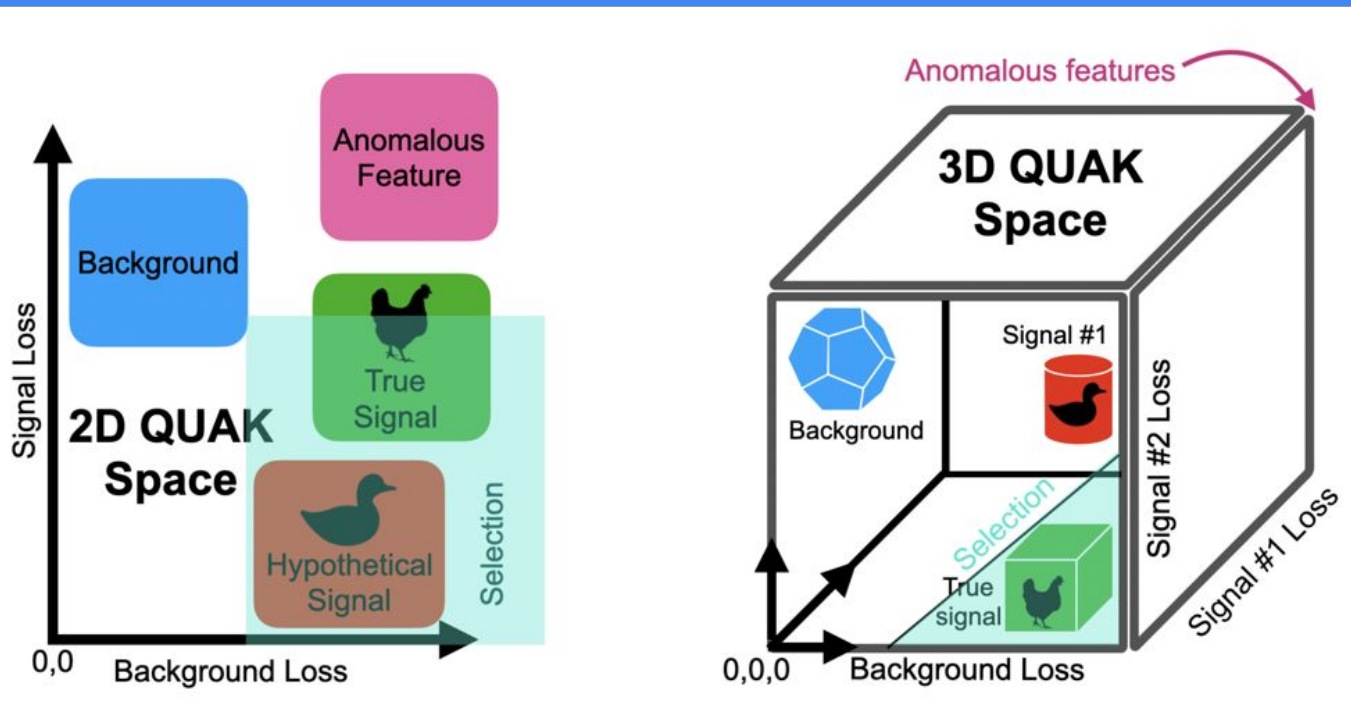 Anomalous
Feature
Background
True
Signal
2D QUAK
Space
Hypothetical
Signal
Selection
Signal Loss
0,0
Background Loss
Anomalous features
3D QUAK
Space
Signal #1
Background
Selection
True
signal
Signal #2 Loss
Signal #1 Loss
0,0,0
Background Loss